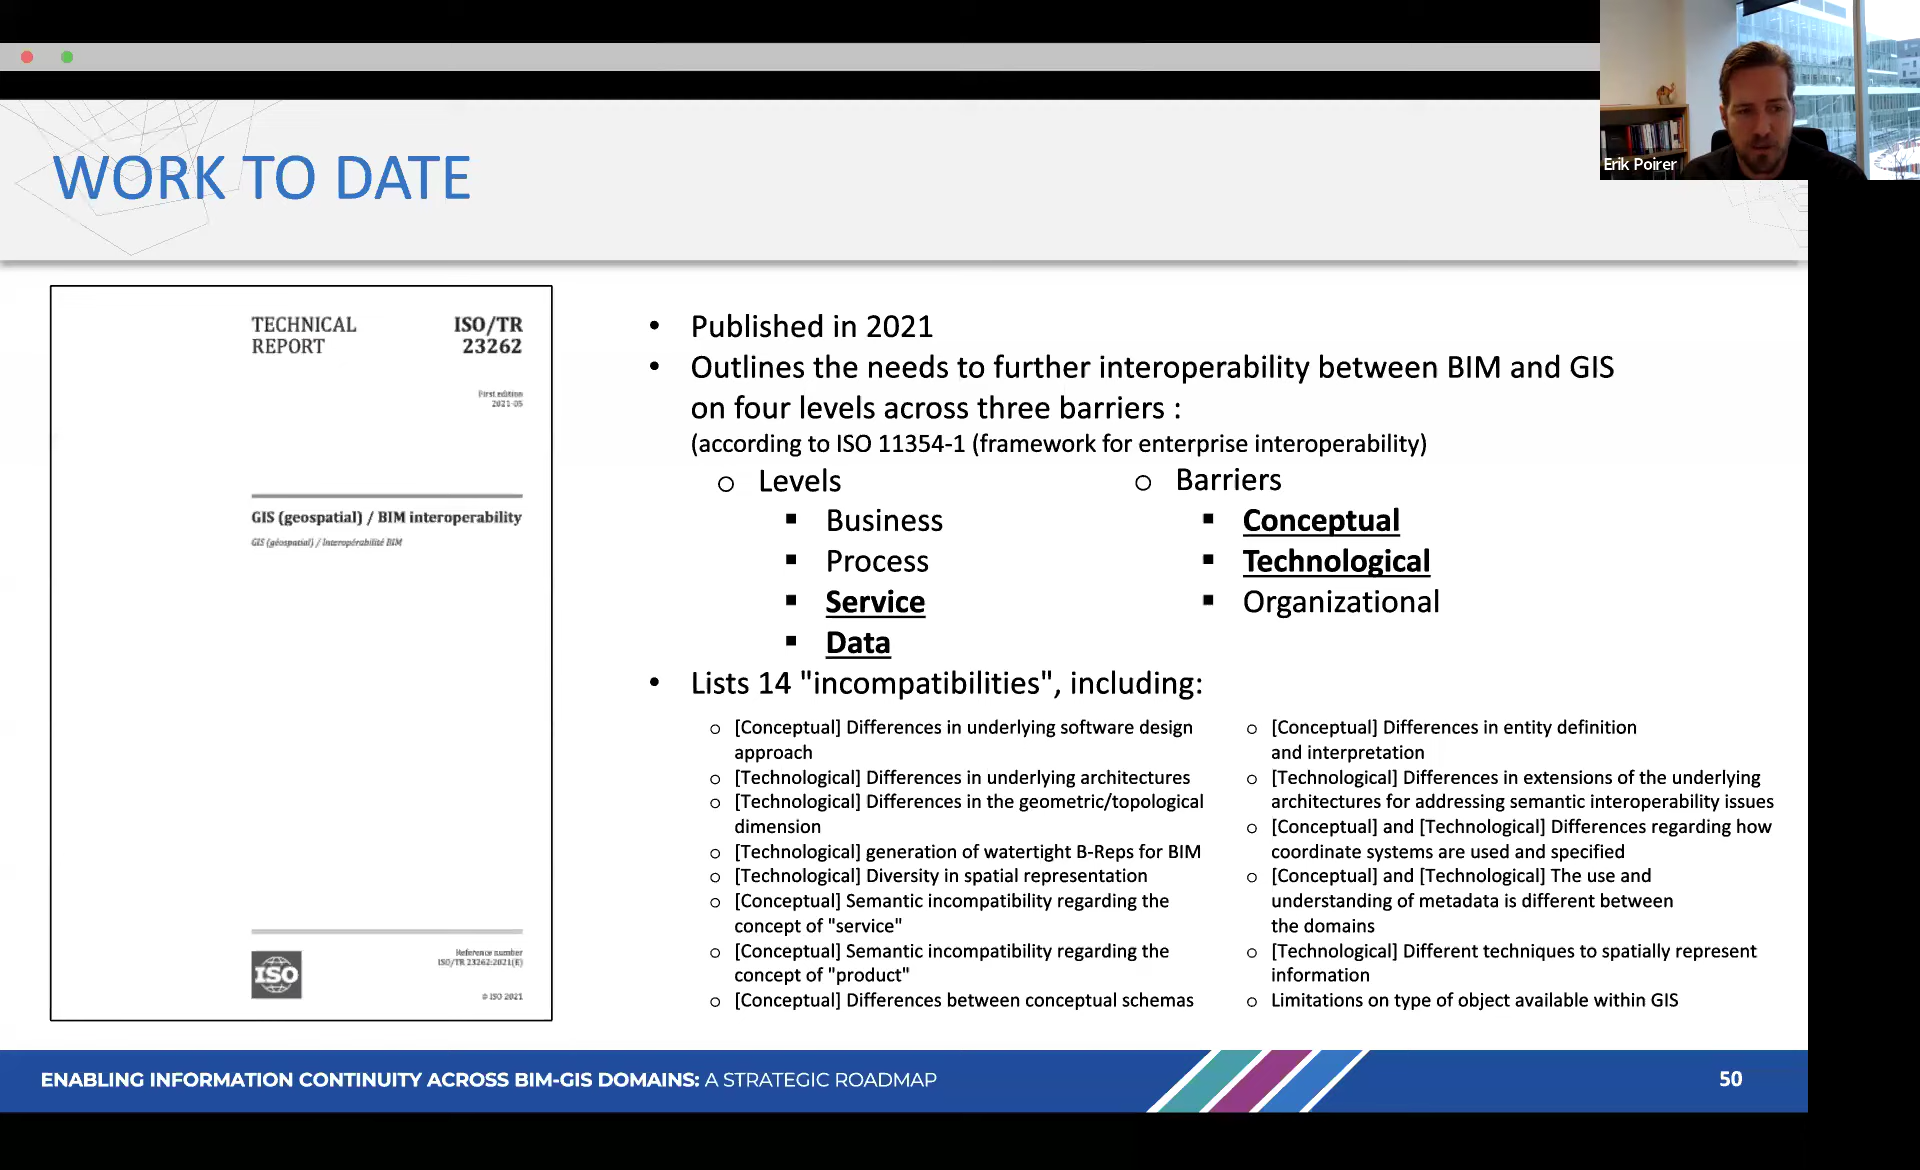 Erik Poirer
WORK TO DATE
TECHNICAL
REPORT
ISO/TR
23262
First edition
2021-05
GIS (geospatial) / BIM interoperability
GIS (géospatial) / Interopérabilité BIM
ISO
Reference number
ISO/TR 23262:2021(E)
© ISO 2021
• Published in 2021
• Outlines the needs to further interoperability between BIM and GIS
on four levels across three barriers :
(according to ISO 11354-1 (framework for enterprise interoperability)
o Levels
▪ Business
▪ Process
▪ Service
▪ Data
o Barriers
▪ Conceptual
▪ Technological
▪ Organizational
• Lists 14 "incompatibilities", including:
o [Conceptual] Differences in underlying software design
approach
o [Technological] Differences in underlying architectures
o [Technological] Differences in the geometric/topological
dimension
o [Technological] generation of watertight B-Reps for BIM
o [Technological] Diversity in spatial representation
o [Conceptual] Semantic incompatibility regarding the
concept of "service"
o [Conceptual] Semantic incompatibility regarding the
concept of "product"
o [Conceptual] Differences between conceptual schemas
o [Conceptual] Differences in entity definition
and interpretation
o [Technological] Differences in extensions of the underlying
architectures for addressing semantic interoperability issues
o [Conceptual] and [Technological] Differences regarding how
coordinate systems are used and specified
o [Conceptual] and [Technological] The use and
understanding of metadata is different between
the domains
o [Technological] Different techniques to spatially represent
information
o Limitations on type of object available within GIS
ENABLING INFORMATION CONTINUITY ACROSS BIM-GIS DOMAINS: A STRATEGIC ROADMAP
50